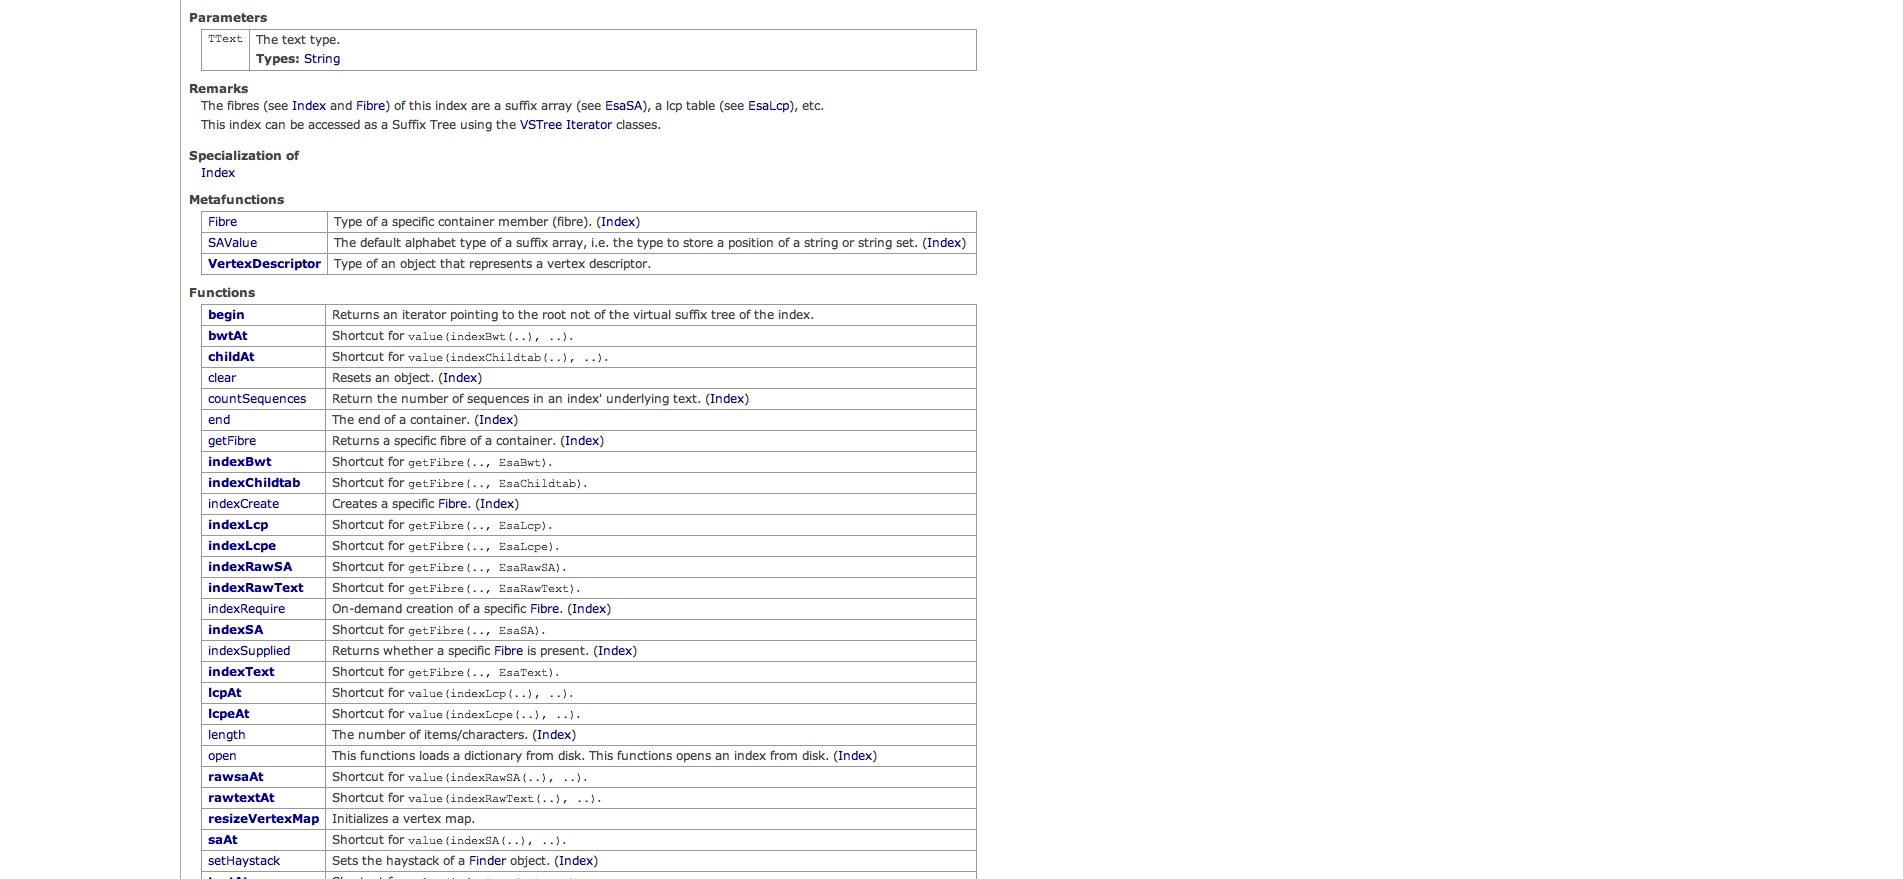 Parameters
TText The text type.
Types: String
Remarks
The fibres (see Index and Fibre) of this index are a suffix array (see EsaSA), a lcp table (see EsaLcp), etc.
This index can be accessed as a Suffix Tree using the VSTree Iterator classes.
Specialization of
Index
Metafunctions
Fibre Type of a specific container member (fibre). (Index)
SAValue The default alphabet type of a suffix array, i.e. the type to store a position of a string or string set. (Index)
VertexDescriptor Type of an object that represents a vertex descriptor.
Functions
begin Returns an iterator pointing to the root not of the virtual suffix tree of the index.
bwtAt Shortcut for value(indexBwt(..), ..).
childAt Shortcut for value(indexChildtab(..), ..).
clear Resets an object. (Index)
countSequences Return the number of sequences in an index' underlying text. (Index)
end The end of a container. (Index)
getFibre Returns a specific fibre of a container. (Index)
indexBwt Shortcut for getFibre(.., EsaBwt).
indexChildtab Shortcut for getFibre(.., EsaChildtab).
indexCreate Creates a specific Fibre. (Index)
indexLcp Shortcut for getFibre(.., EsaLcp).
indexLcpe Shortcut for getFibre(.., EsaLcpe).
indexRawSA Shortcut for getFibre(.., EsaRawSA).
indexRawText Shortcut for getFibre(.., EsaRawText).
indexRequire On-demand creation of a specific Fibre. (Index)
indexSA Shortcut for getFibre(.., EsaSA).
indexSupplied Returns whether a specific Fibre is present. (Index)
indexText Shortcut for getFibre(.., EsaText).
lcpAt Shortcut for value(indexLcp(..), ..).
lcpeAt Shortcut for value(indexLcpe(..), ..).
length The number of items/characters. (Index)
open This functions loads a dictionary from disk. This functions opens an index from disk. (Index)
rawsaAt Shortcut for value(indexRawSA(..), ..).
rawtextAt Shortcut for value(indexRawText(..), ..).
resizeVertexMap Initializes a vertex map.
saAt Shortcut for value(indexSA(..), ..).
setHaystack Sets the haystack of a Finder object. (Index)